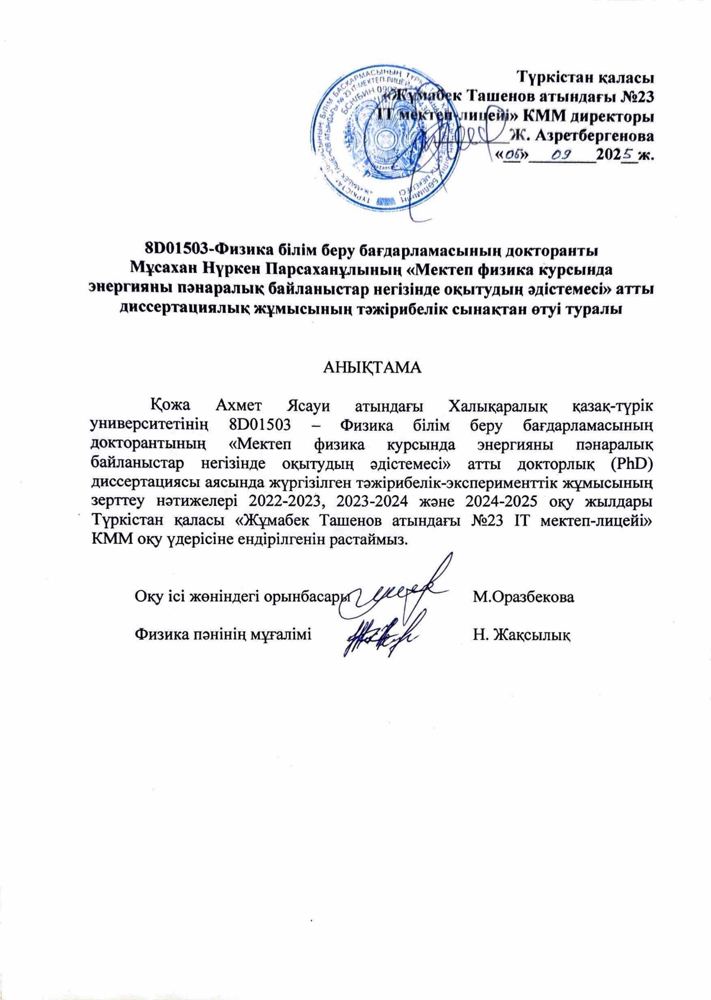 Түркістан қаласы
«Жұмабек Ташенов атындағы №23
IT мектеп-лицейі» КММ директоры
__________Ж. Азретбергенова
«05»___09___2025 ж.
8D01503-Физика білім беру бағдарламасының докторанты
Мұсахан Нүркен Парсаханұлының «Мектеп физика курсында
энергияны пәнаралық байланыстар негізінде оқытудың әдістемесі» атты
диссертациялық жұмысының тәжірибелік сынақтан өтуі туралы
АНЫҚТАМА
Қожа Ахмет Ясауи атындағы Халықаралық қазақ-түрік
университетінің 8D01503 – Физика білім беру бағдарламасының
докторантының «Мектеп физика курсында энергияны пәнаралық
байланыстар негізінде оқытудың әдістемесі» атты докторлық (PhD)
диссертациясы аясында жүргізілген тәжірибелік-эксперименттік жұмысының
зерттеу нәтижелері 2022-2023, 2023-2024 және 2024-2025 оқу жылдары
Түркістан қаласы «Жұмабек Ташенов атындағы №23 IT мектеп-лицейі»
КММ оқу үдерісіне ендірілгенін растаймыз.
Оқу ісі жөніндегі орынбасары М.Оразбекова
Физика пәнінің мұғалімі Н. Жақсылық